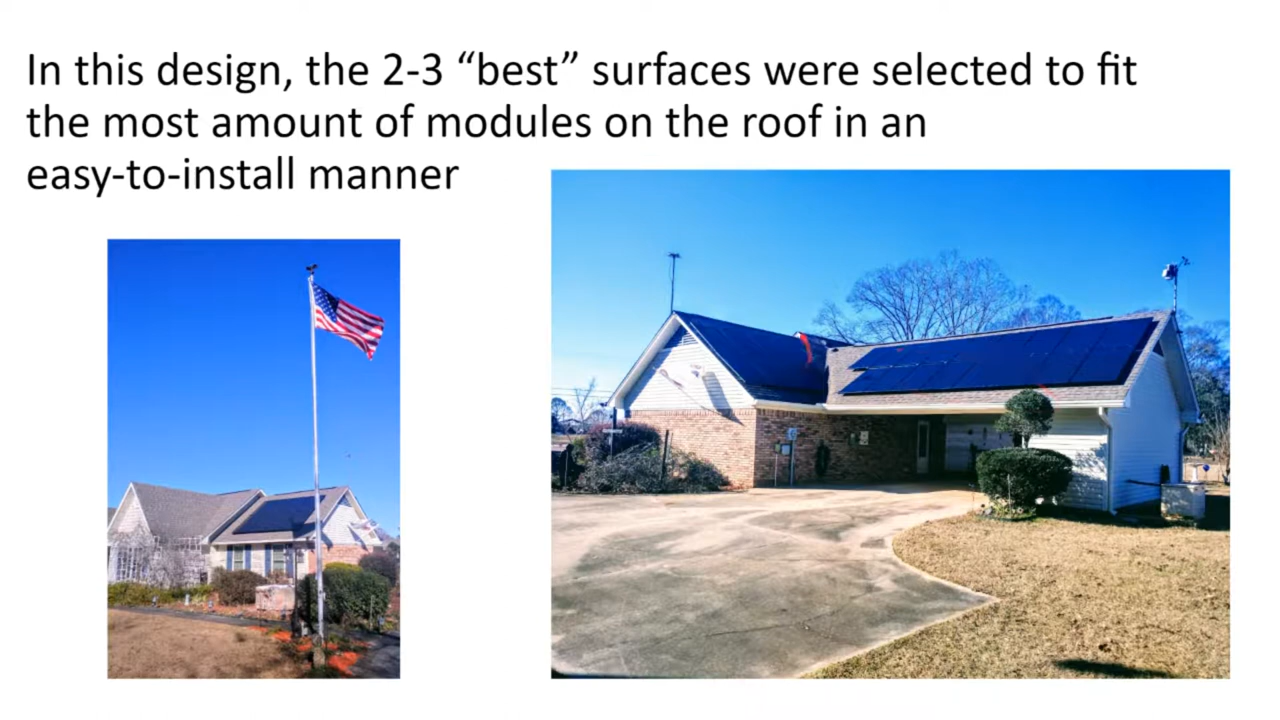 In this design, the 2-3 “best” surfaces were selected to fit
the most amount of modules on the roof in an
easy-to-install manner